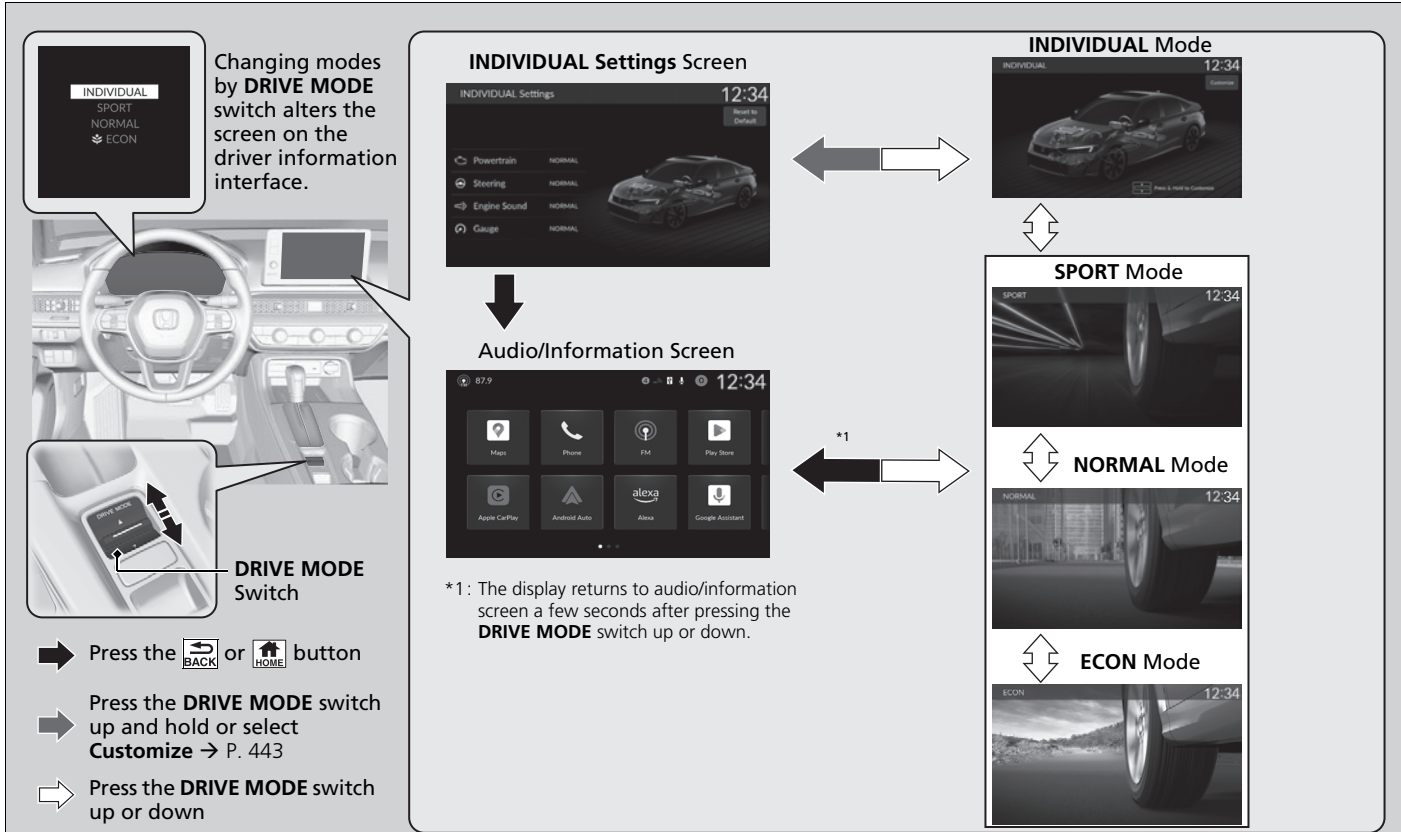 INDIVIDUAL
SPORT
NORMAL
ECON
Changing modes
by DRIVE MODE
switch alters the
screen on the
driver information
interface.
DRIVE MODE
DRIVE MODE
Switch
Press the BACK or HOME button
Press the DRIVE MODE switch
up and hold or select
Customize → P. 443
Press the DRIVE MODE switch
up or down
INDIVIDUAL Settings Screen
INDIVIDUAL Settings 12:34
Reset to
Default
Powertrain NORMAL
Steering NORMAL
Engine Sound NORMAL
Gauge NORMAL
Audio/Information Screen
87.9 12:34
Maps Phone FM Play Store
alexa
Apple CarPlay Android Auto Alexa Google Assistant
*1: The display returns to audio/information
screen a few seconds after pressing the
DRIVE MODE switch up or down.
*1
INDIVIDUAL Mode
INDIVIDUAL 12:34
Customize
Press & Hold to Customize
SPORT Mode
SPORT 12:34
NORMAL Mode
NORMAL 12:34
ECON Mode
ECON 12:34